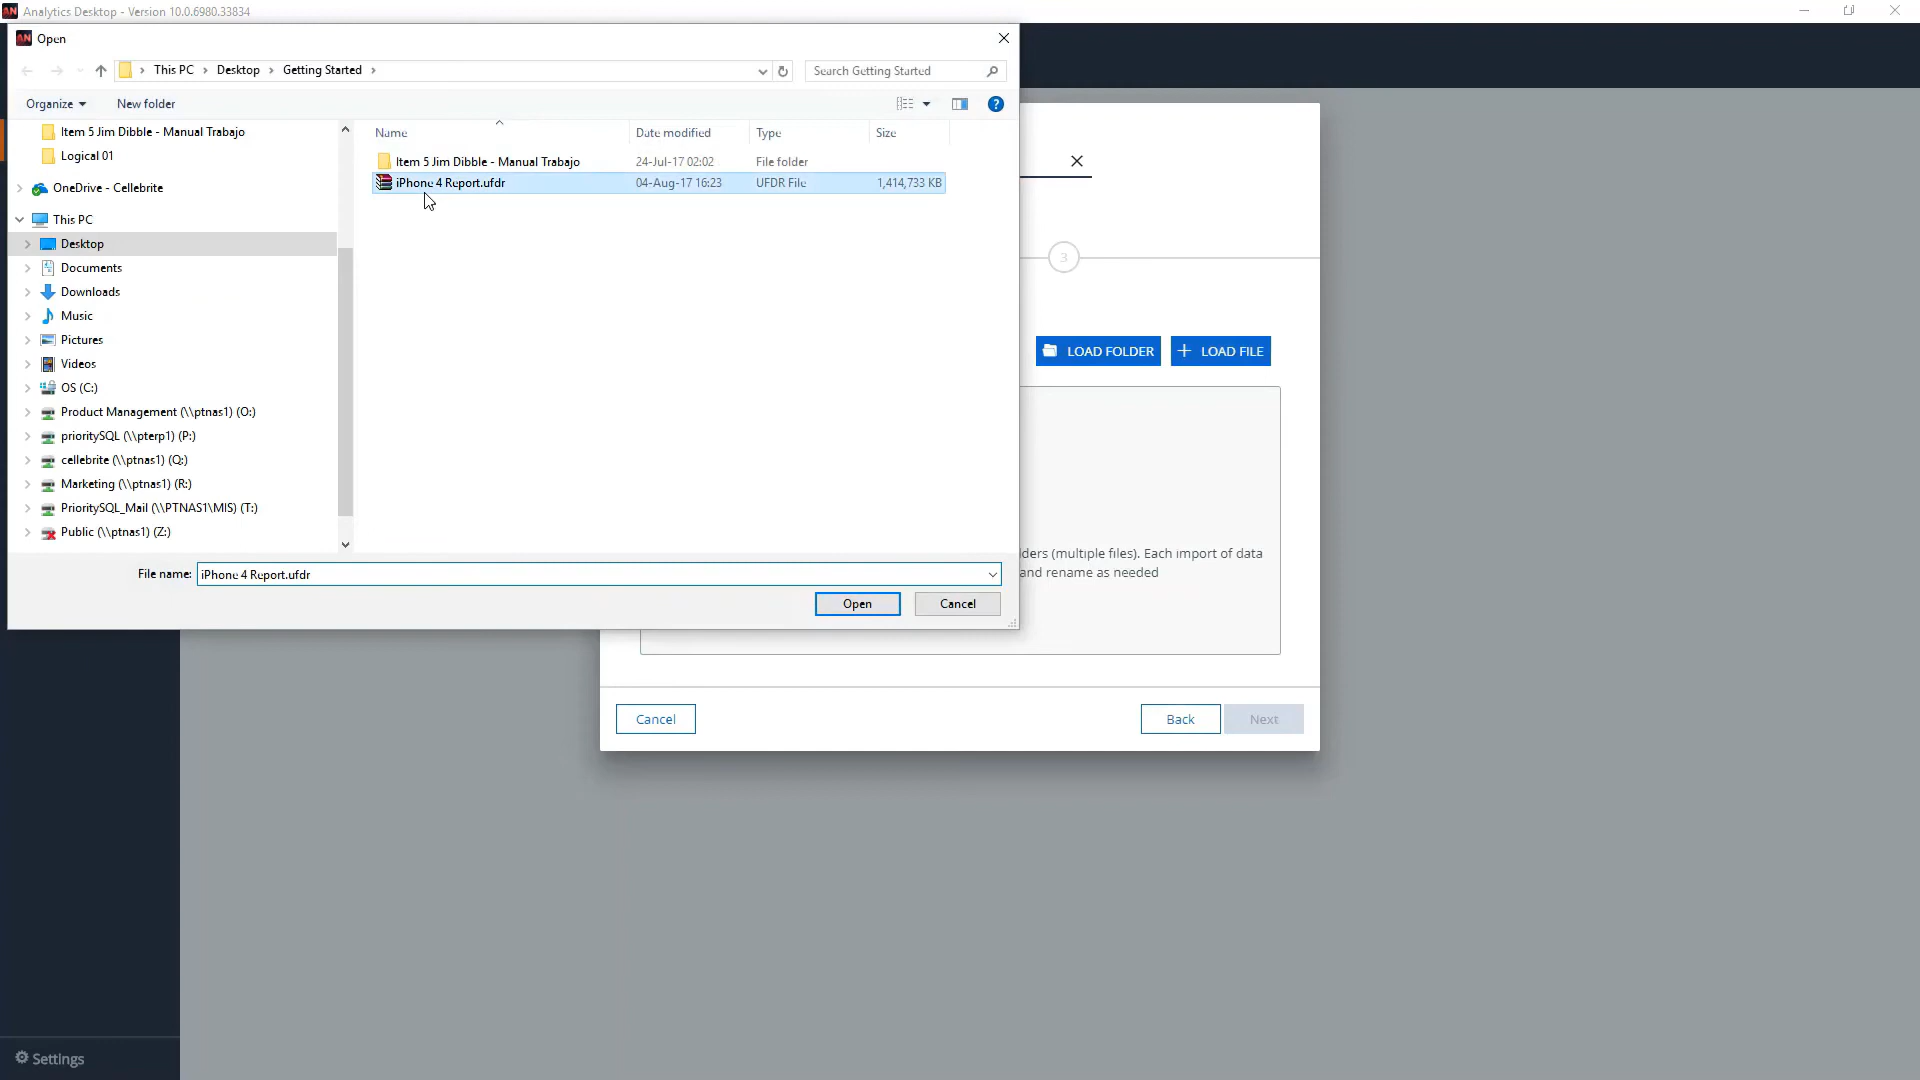 Analytics Desktop - Version 10.0.6980.33834
Open
This PC > Desktop > Getting Started >
Search Getting Started
Organize
New folder
Item 5 Jim Dibble - Manual Trabajo
Logical 01
OneDrive - Cellebrite
This PC
Desktop
Documents
Downloads
Music
Pictures
Videos
OS (C:)
Product Management (\\ptnas1) (O:)
prioritySQL (\\pterp1) (P:)
cellebrite (\\ptnas1) (Q:)
Marketing (\\ptnas1) (R:)
PrioritySQL_Mail (\\PTNAS1\MIS) (T:)
Public (\\ptnas1) (Z:)
Name Date modified Type Size
Item 5 Jim Dibble - Manual Trabajo 24-Jul-17 02:02 File folder
iPhone 4 Report.ufdr 04-Aug-17 16:23 UFDR File 1,414,733 KB
File name: iPhone 4 Report.ufdr
Open Cancel
3
LOAD FOLDER + LOAD FILE
ders (multiple files). Each import of data
and rename as needed
Cancel Back Next
Settings